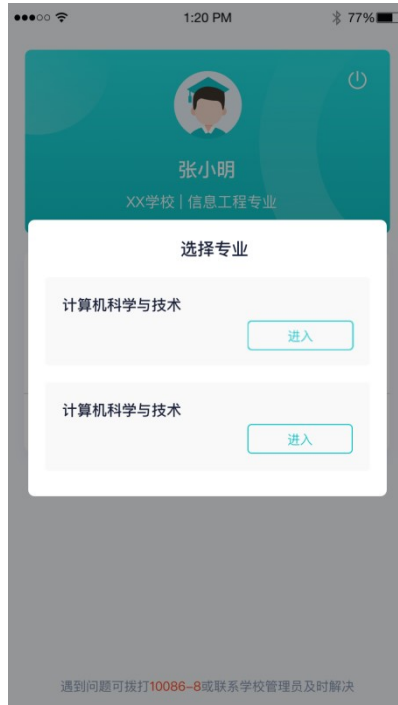 1:20 PM
77%
张小明
XX学校 | 信息工程专业
选择专业
计算机科学与技术
进入
计算机科学与技术
进入
遇到问题可拨打10086-8或联系学校管理员及时解决